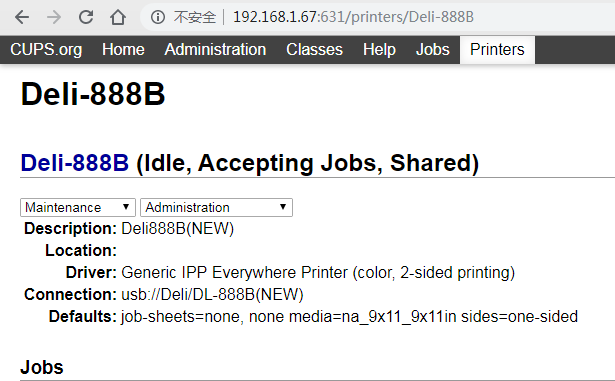 不安全 192.168.1.67:631/printers/Deli-888B
CUPS.org Home Administration Classes Help Jobs Printers
Deli-888B
Deli-888B (Idle, Accepting Jobs, Shared)
Maintenance Administration
Description: Deli888B(NEW)
Location:
Driver: Generic IPP Everywhere Printer (color, 2-sided printing)
Connection: usb://Deli/DL-888B(NEW)
Defaults: job-sheets=none, none media=na_9x11_9x11in sides=one-sided
Jobs